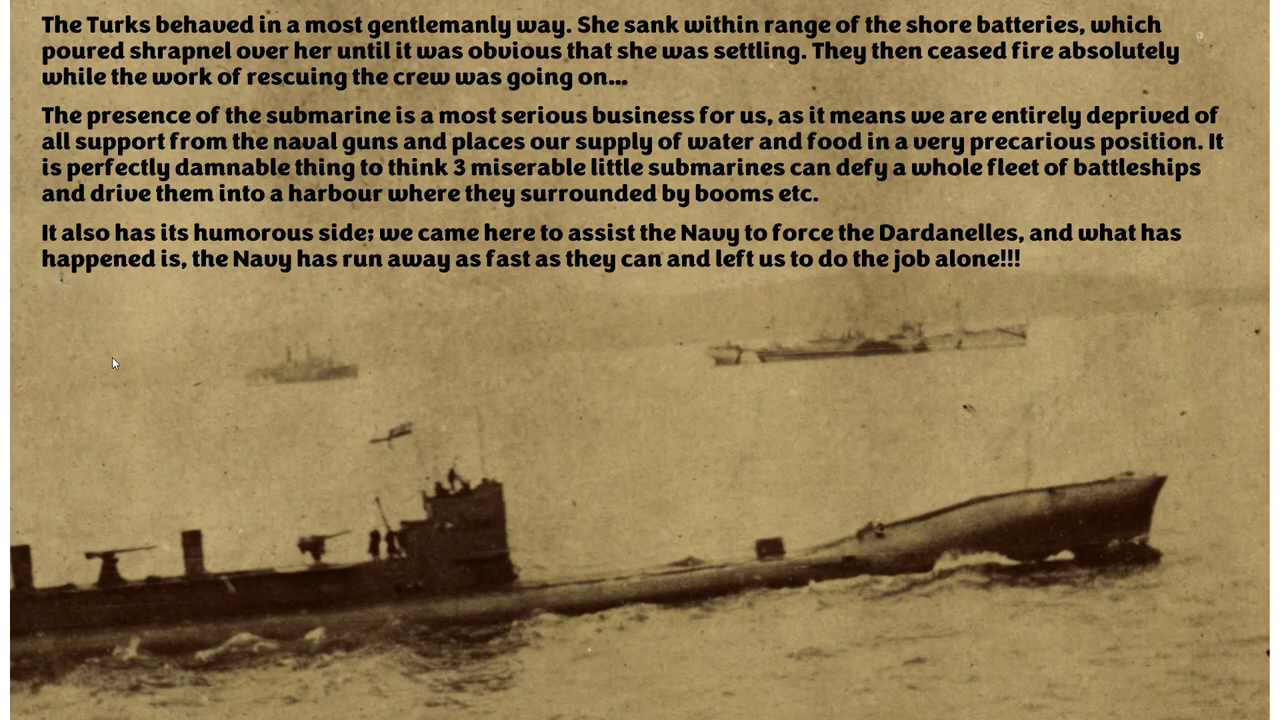 The Turks behaved in a most gentlemanly way. She sank within range of the shore batteries, which
poured shrapnel over her until it was obvious that she was settling. They then ceased fire absolutely
while the work of rescuing the crew was going on...
The presence of the submarine is a most serious business for us, as it means we are entirely deprived of
all support from the naval guns and places our supply of water and food in a very precarious position. It
is perfectly damnable thing to think 3 miserable little submarines can defy a whole fleet of battleships
and drive them into a harbour where they surrounded by booms etc.
It also has its humorous side; we came here to assist the Navy to force the Dardanelles, and what has
happened is, the Navy has run away as fast as they can and left us to do the job alone!!!